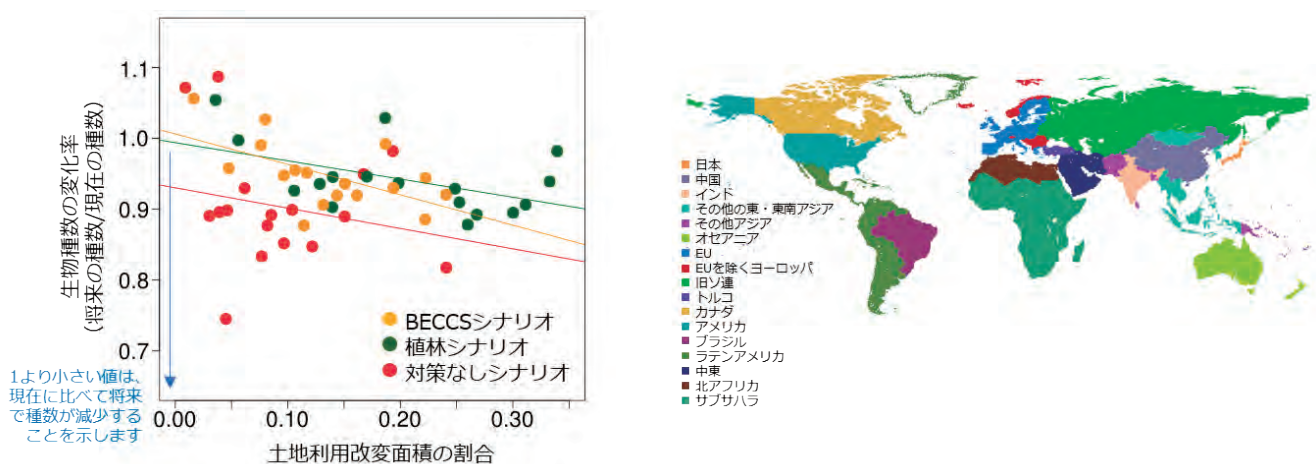 生物種数の変化率
（将来の種数/現在の種数）
1.1
1.0
0.9
0.8
0.7
BECCSシナリオ
植林シナリオ
対策なしシナリオ
1より小さい値は、
現在に比べて将来
で種数が減少する
ことを示します
0.00
0.10
0.20
0.30
土地利用改変面積の割合
日本
中国
インド
その他の東・東南アジア
その他アジア
オセアニア
EU
EUを除くヨーロッパ
旧ソ連
トルコ
カナダ
アメリカ
ブラジル
ラテンアメリカ
中東
北アフリカ
サブサハラ